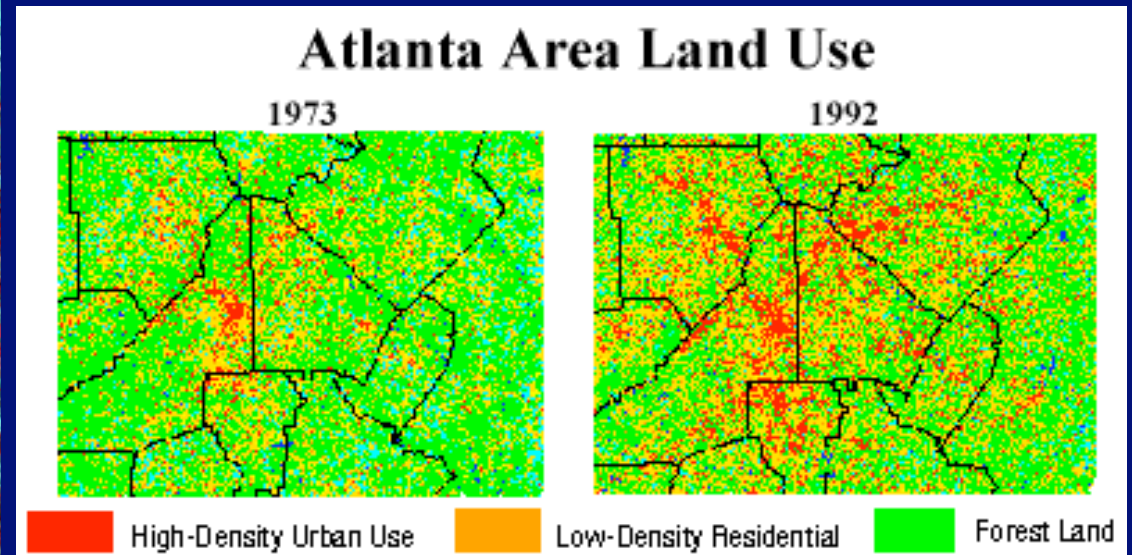 Atlanta Area Land Use
1973 1992
High-Density Urban Use Low-Density Residential Forest Land